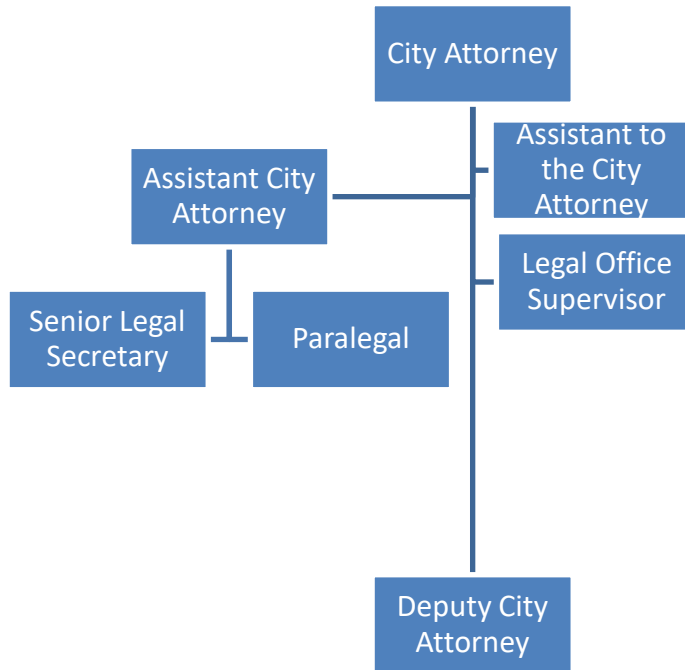 City Attorney
Assistant to
the City
Attorney
Assistant City
Attorney
Legal Office
Supervisor
Senior Legal
Secretary
Paralegal
Deputy City
Attorney